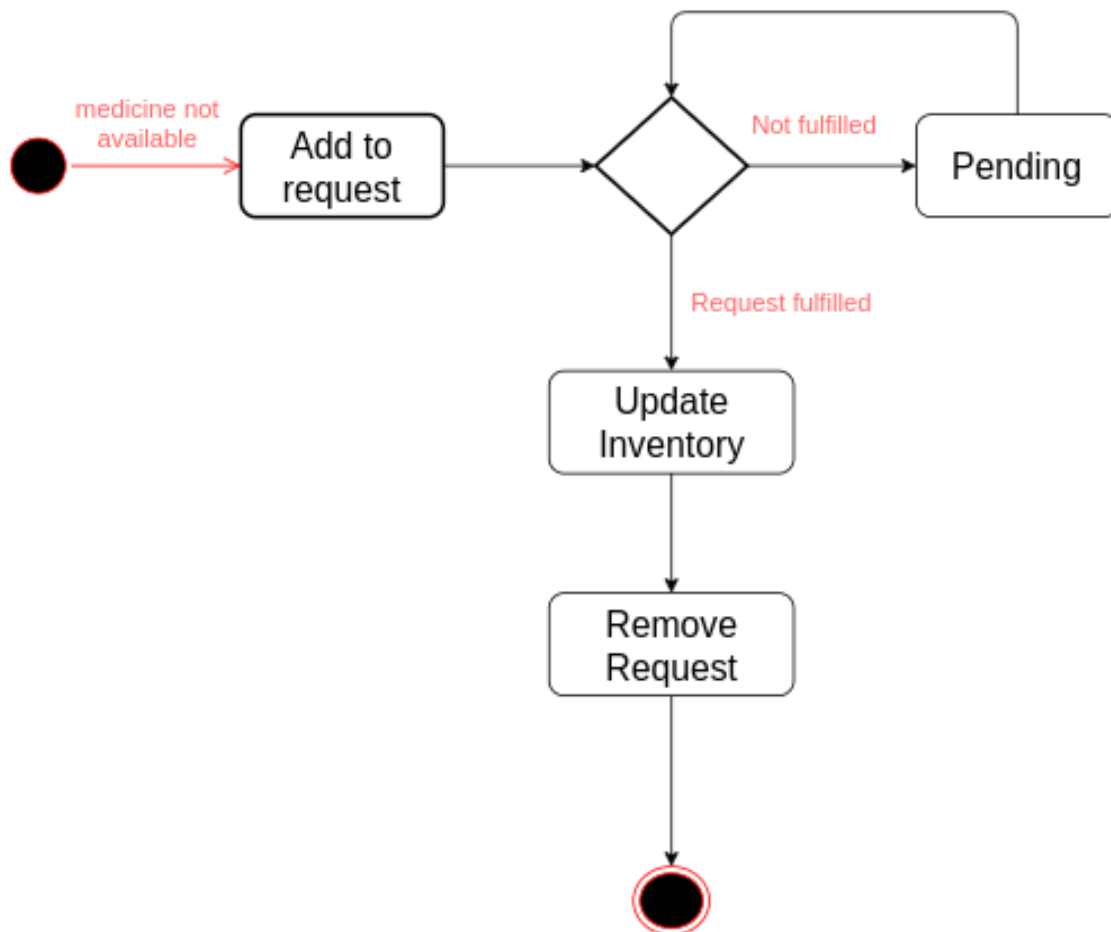 medicine not
available
Add to
request
Not fulfilled
Pending
Request fulfilled
Update
Inventory
Remove
Request